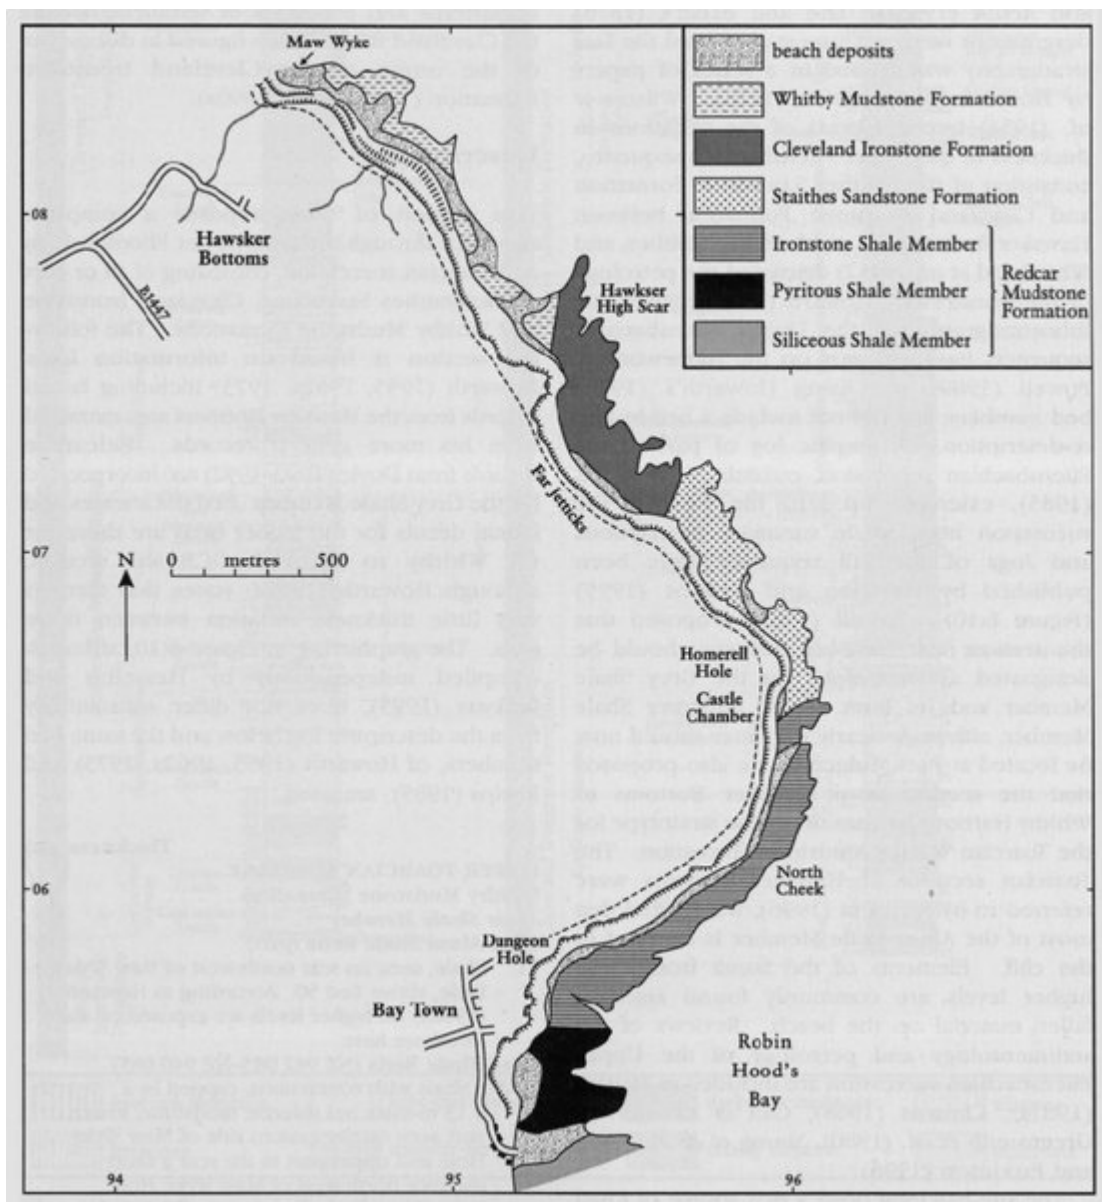 Maw Wyke
beach deposits
Whitby Mudstone Formation
Cleveland Ironstone Formation
Staithes Sandstone Formation
Ironstone Shale Member
Pyritous Shale Member
Siliceous Shale Member
Redcar
Mudstone
Formation
08
Hawsker
Bottoms
B1447
Hawkser
High Scar
Far Jetticks
07
N
0 metres 500
Homerell
Hole
Castle
Chamber
06
North
Cheek
Dungeon
Hole
Bay Town
Robin
Hood's
Bay
94
95
96